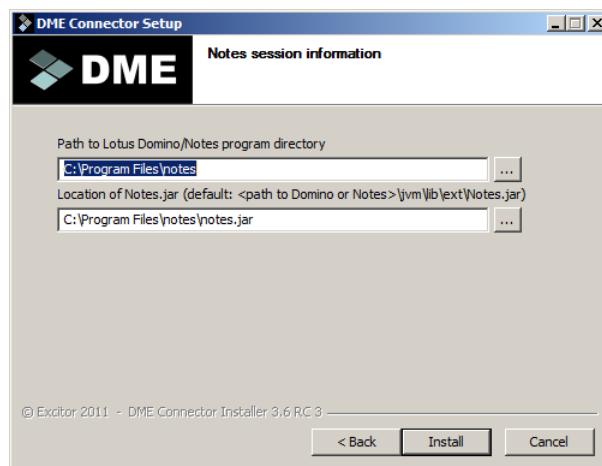 DME Connector Setup
DME
Notes session information
Path to Lotus Domino/Notes program directory
C:\Program Files\notes
...
Location of Notes.jar (default: <path to Domino or Notes>\jvm\lib\ext\Notes.jar)
C:\Program Files\notes\notes.jar
...
© Excitor 2011 - DME Connector Installer 3.6 RC 3
< Back
Install
Cancel